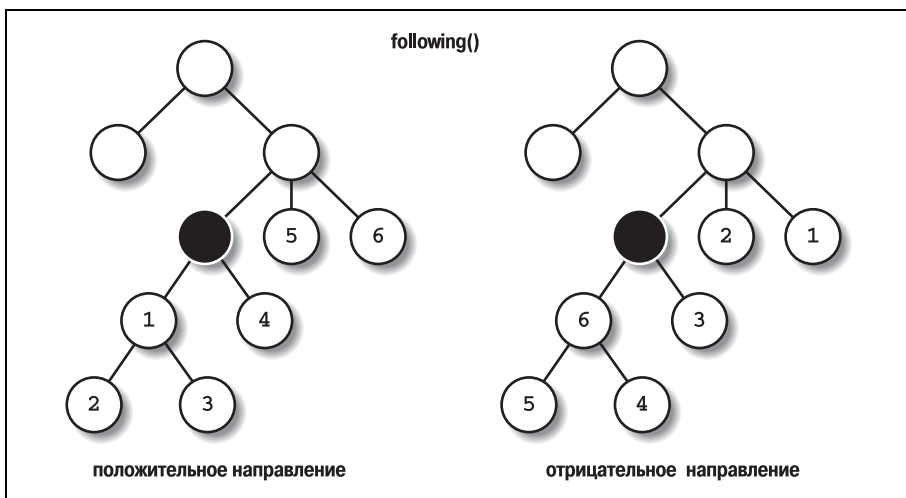 following()
5 6 2 1
1 4 6 3
2 3 5 4
положительное направление отрицательное направление